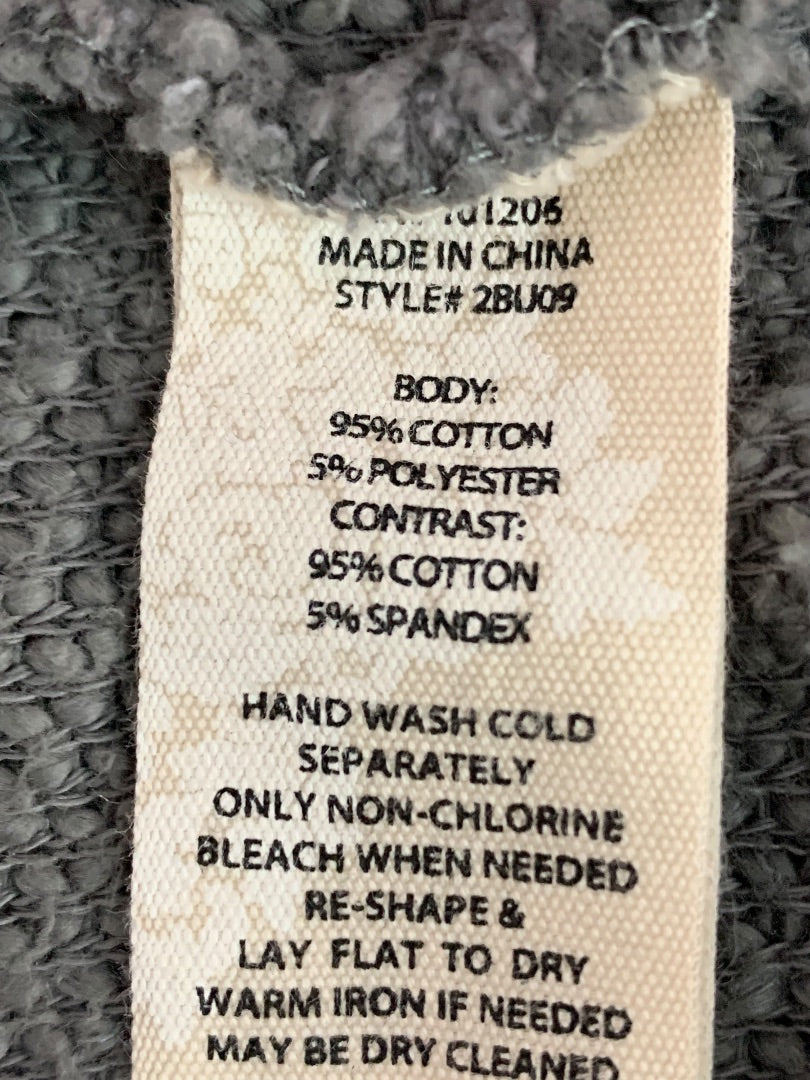 101206
MADE IN CHINA
STYLE# 2BU09
BODY:
95% COTTON
5% POLYESTER
CONTRAST:
95% COTTON
5% SPANDEX
HAND WASH COLD
SEPARATELY
ONLY NON-CHLORINE
BLEACH WHEN NEEDED
RE-SHAPE &
LAY FLAT TO DRY
WARM IRON IF NEEDED
MAY BE DRY CLEANED